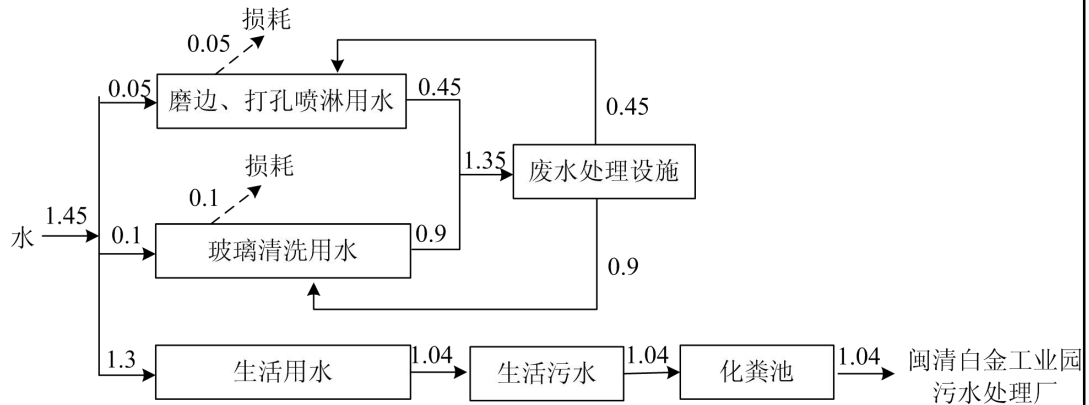 损耗
0.05
0.05
磨边、打孔喷淋用水
0.45
0.45
损耗
0.1
1.35
废水处理设施
水
1.45
0.1
玻璃清洗用水
0.9
0.9
1.3
生活用水
1.04
生活污水
1.04
化粪池
1.04
闽清白金工业园
污水处理厂